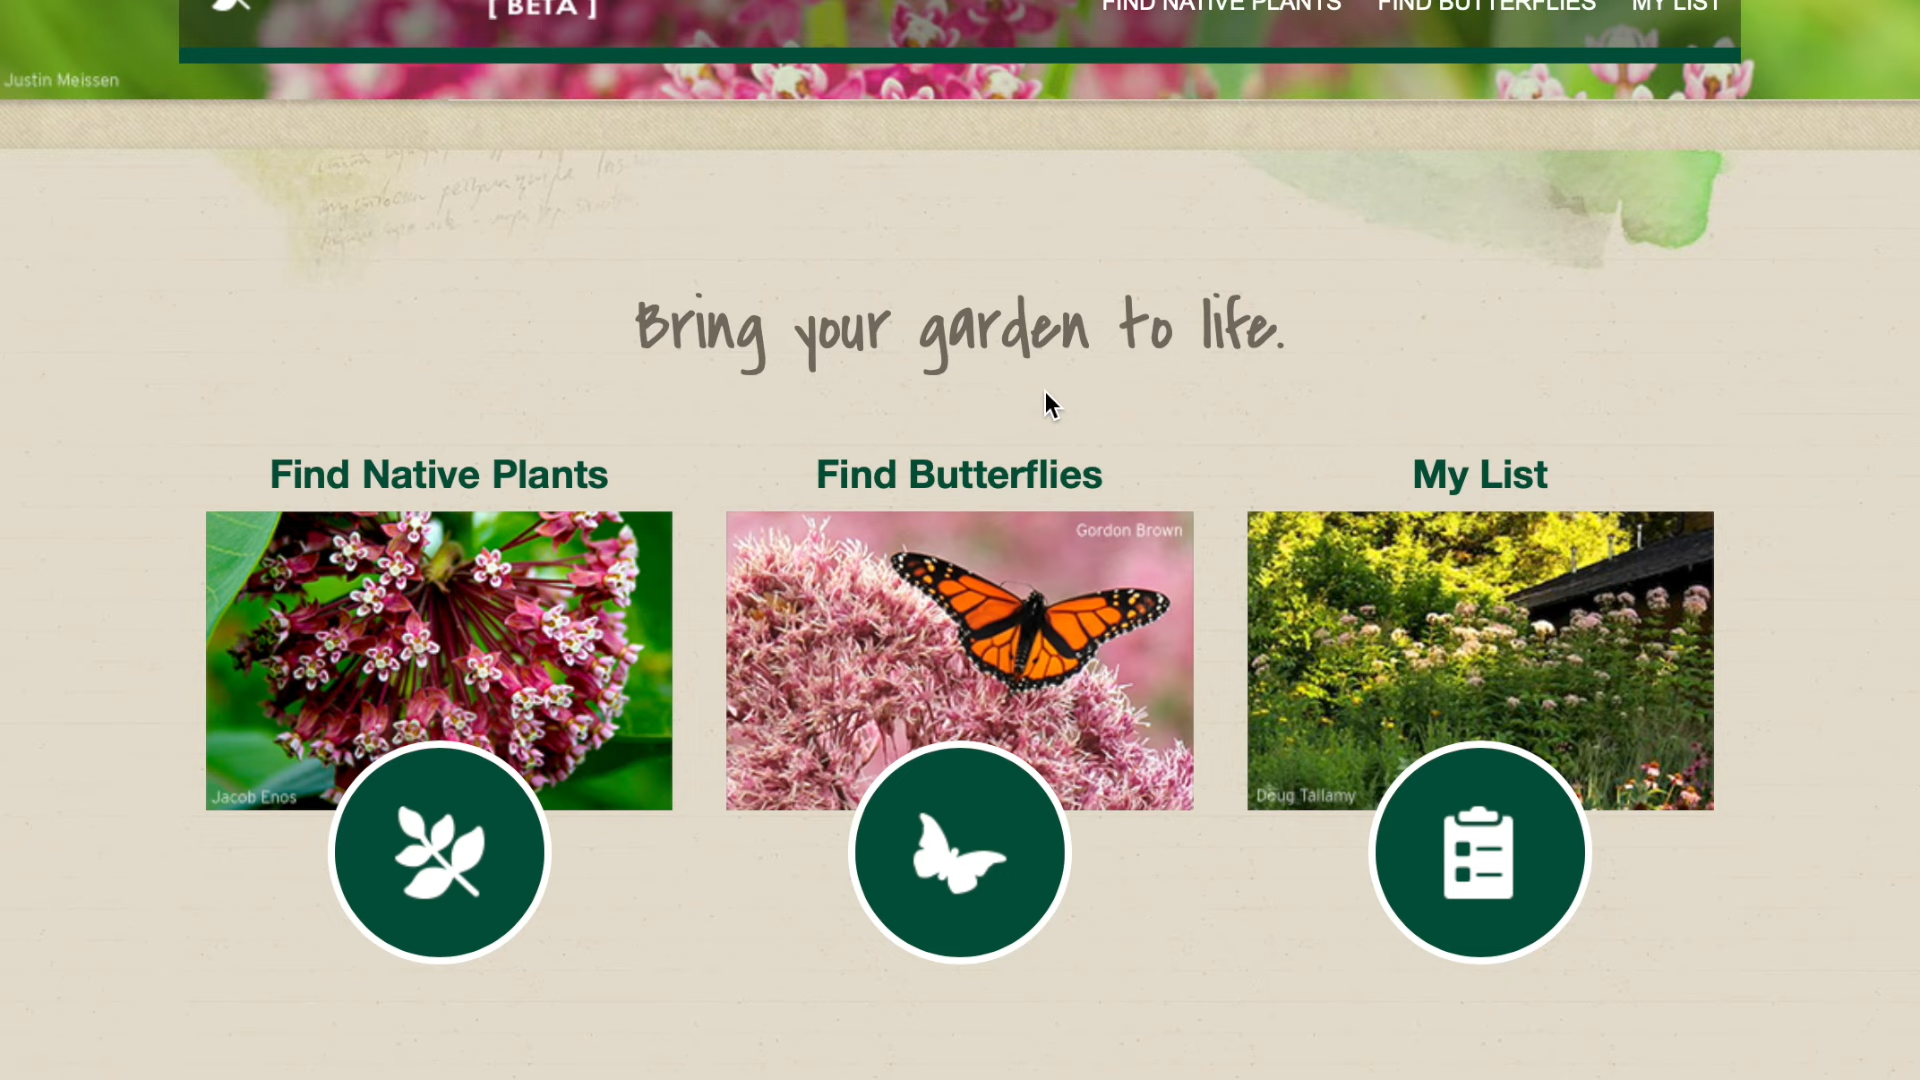 [ BETA ]
FIND NATIVE PLANTS FIND BUTTERFLIES MY LIST
Justin Meissen
Bring your garden to life.
Find Native Plants
Find Butterflies
My List
Gordon Brown
Jacob Enos
Doug Tallamy